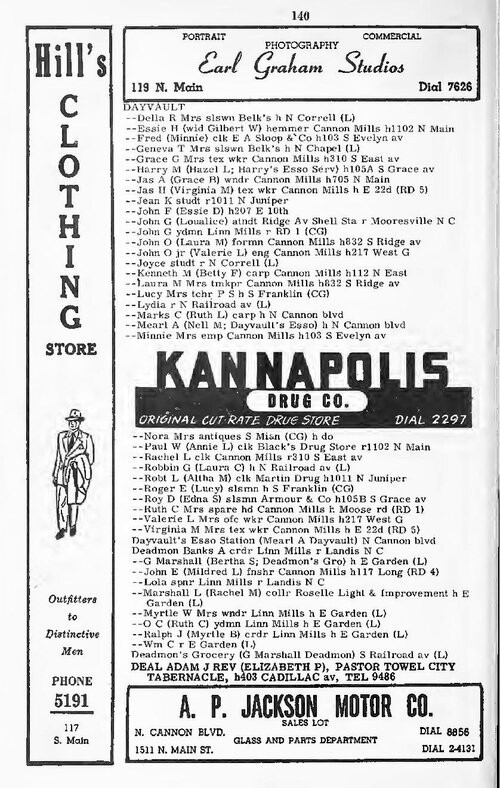 140
Hill's
CLOTHING
STORE
Outfitters
to
Distinctive
Men
PHONE
5191
117
S. Main
PORTRAIT COMMERCIAL
PHOTOGRAPHY
Earl Graham Studios
119 N. Main Dial 7626
DAYVAULT
--Della R Mrs slswn Belk's h N Correll (L)
--Essie H (wid Gilbert W) hemmer Cannon Mills h1102 N Main
--Fred (Minnie) clk E A Sloop & Co h103 S Evelyn av
--Geneva T Mrs slswn Belk's h N Chapel (L)
--Grace G Mrs tex wkr Cannon Mills h310 S East av
--Harry M (Hazel L; Harry's Esso Serv) h105A S Grace av
--Jas A (Grace B) wndr Cannon Mills h705 N Main
--Jas H (Virginia M) tex wkr Cannon Mills h E 22d (RD 5)
--Jean K studt r1011 N Juniper
--John F (Essie D) h207 E 10th
--John G (Loualice) atndt Ridge Av Shell Sta r Mooresville N C
--John G ydmn Linn Mills r RD 1 (CG)
--John O (Laura M) formn Cannon Mills h832 S Ridge av
--John O jr (Valerie L) eng Cannon Mills h217 West G
--Joyce studt r N Correll (L)
--Kenneth M (Betty F) carp Cannon Mills h112 N East
--Laura M Mrs tmkpr Cannon Mills h832 S Ridge av
--Lucy Mrs tchr P S h S Franklin (CG)
--Lydia r N Railroad av (L)
--Marks C (Ruth L) carp h N Cannon blvd
--Mearl A (Nell M; Dayvault's Esso) h N Cannon blvd
--Minnie Mrs emp Cannon Mills h103 S Evelyn av
KANNAPOLIS
DRUG CO.
ORIGINAL CUT-RATE DRUG STORE DIAL 2297
--Nora Mrs antiques S Mian (CG) h do
--Paul W (Annie L) clk Black's Drug Store r1102 N Main
--Rachel L clk Cannon Mills r310 S East av
--Robbin G (Laura C) h N Railroad av (L)
--Robt L (Altha M) clk Martin Drug h1011 N Juniper
--Roger E (Lucy) slsmn h S Franklin (CG)
--Roy D (Edna S) slsmn Armour & Co h105B S Grace av
--Ruth C Mrs spare hd Cannon Mills h Moose rd (RD 1)
--Valerie L Mrs ofc wkr Cannon Mills h217 West G
--Virginia M Mrs tex wkr Cannon Mills h E 22d (RD 5)
Dayvault's Esso Station (Mearl A Dayvault) N Cannon blvd
Deadmon Banks A crdr Linn Mills r Landis N C
--G Marshall (Bertha S; Deadmon's Gro) h E Garden (L)
--John E (Mildred L) fnshr Cannon Mills h117 Long (RD 4)
--Lola spnr Linn Mills r Landis N C
--Marshall L (Rachel M) collr Roselle Light & Improvement h E
Garden (L)
--Myrtle W Mrs wndr Linn Mills h E Garden (L)
--O C (Ruth C) ydmn Linn Mills h E Garden (L)
--Ralph J (Myrtle B) crdr Linn Mills h E Garden (L)
--Wm C r E Garden (L)
Deadmon's Grocery (G Marshall Deadmon) S Railroad av (L)
DEAL ADAM J REV (ELIZABETH P), PASTOR TOWEL CITY
TABERNACLE, h403 CADILLAC av, TEL 9486
A. P. JACKSON MOTOR CO.
SALES LOT
N. CANNON BLVD. DIAL 8856
GLASS AND PARTS DEPARTMENT
1511 N. MAIN ST. DIAL 2-4131